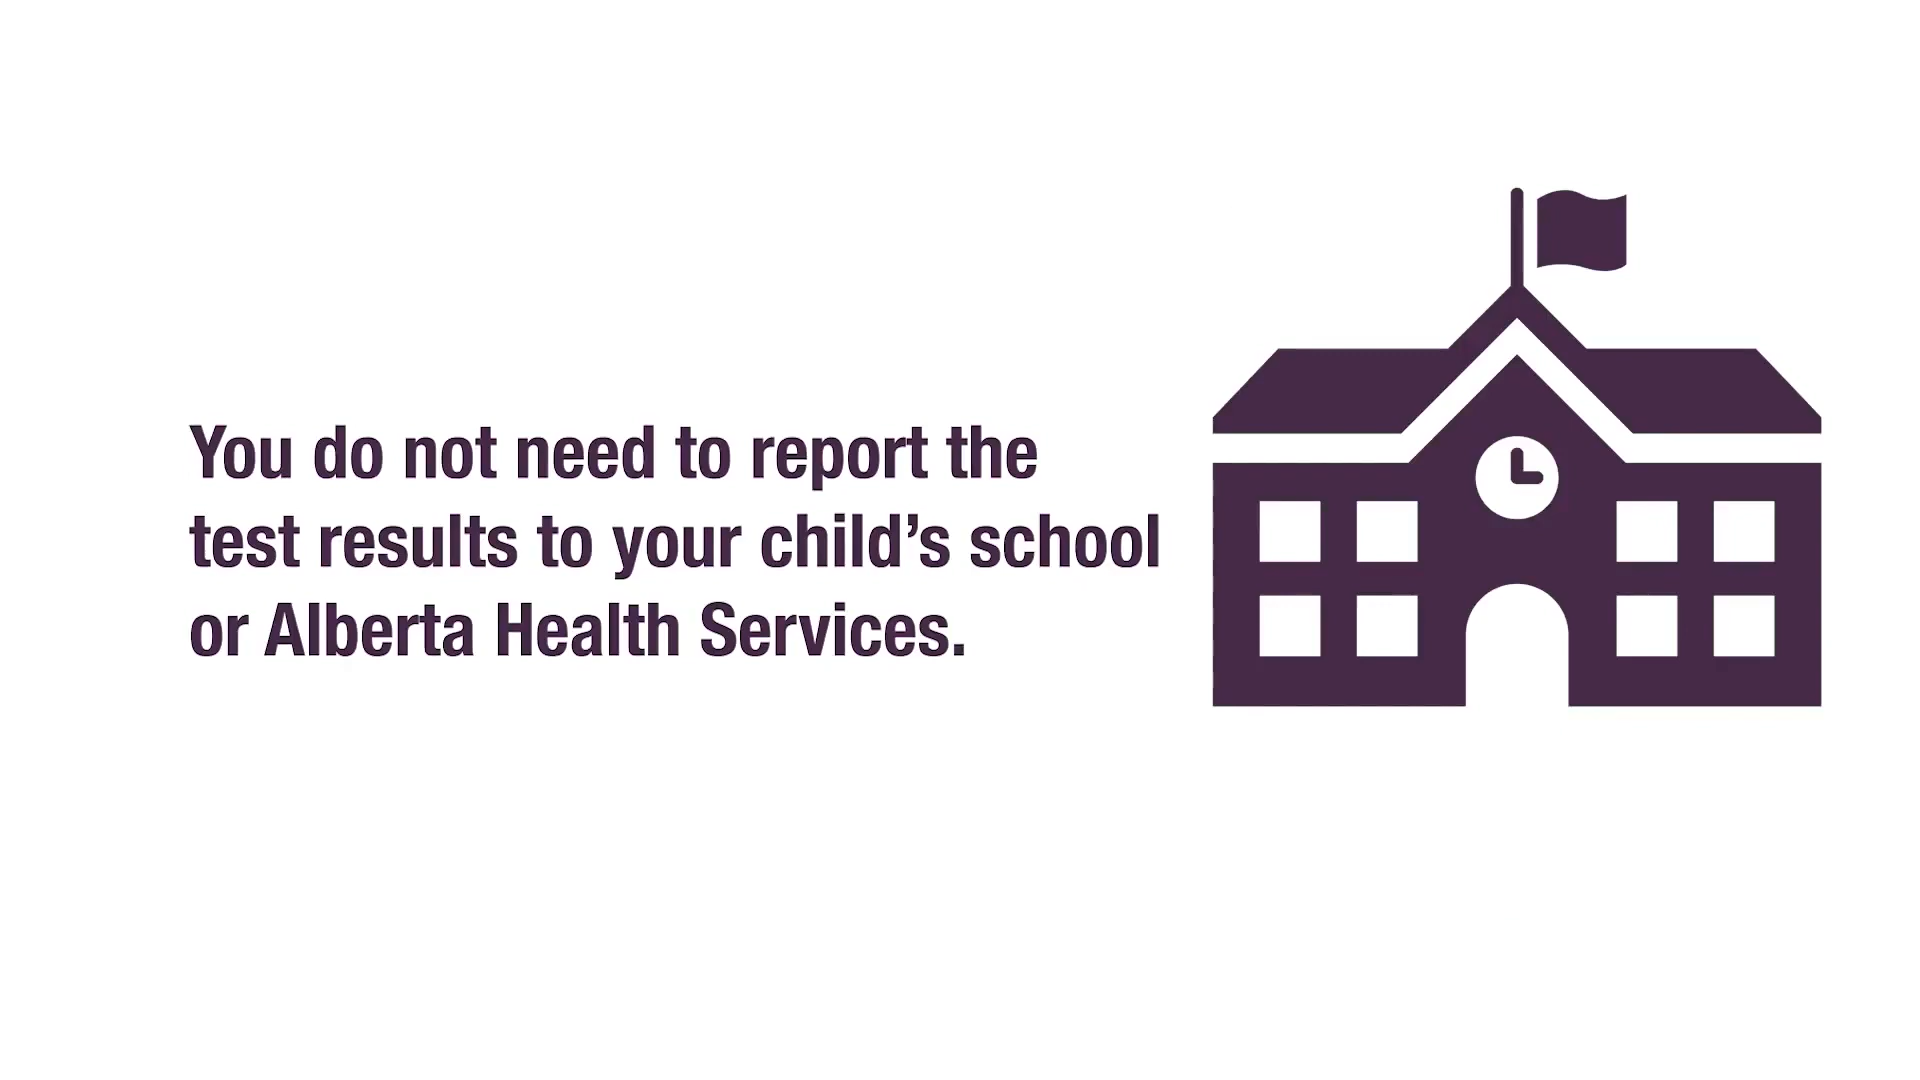 You do not need to report the
test results to your child’s school
or Alberta Health Services.